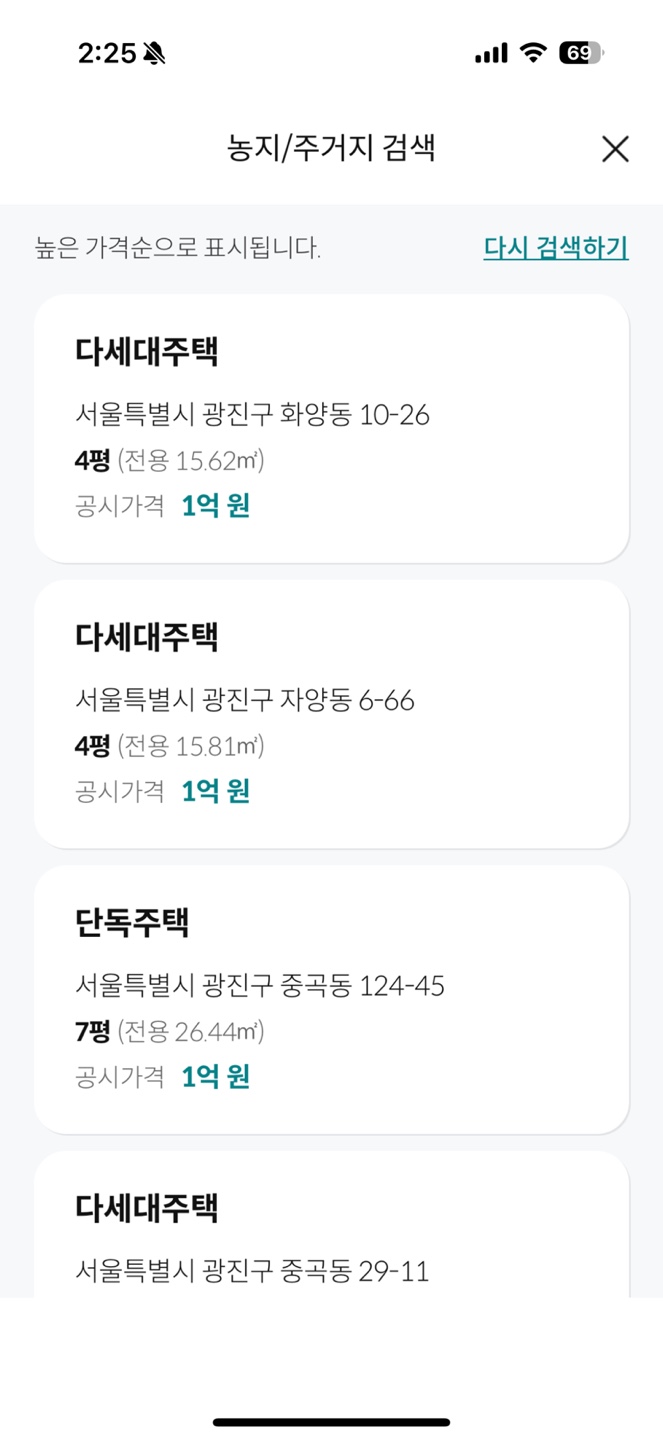 2:25
69
농지/주거지 검색
높은 가격순으로 표시됩니다.
다시 검색하기
다세대주택
서울특별시 광진구 화양동 10-26
4평 (전용 15.62㎡)
공시가격 1억 원
다세대주택
서울특별시 광진구 자양동 6-66
4평 (전용 15.81㎡)
공시가격 1억 원
단독주택
서울특별시 광진구 중곡동 124-45
7평 (전용 26.44㎡)
공시가격 1억 원
다세대주택
서울특별시 광진구 중곡동 29-11